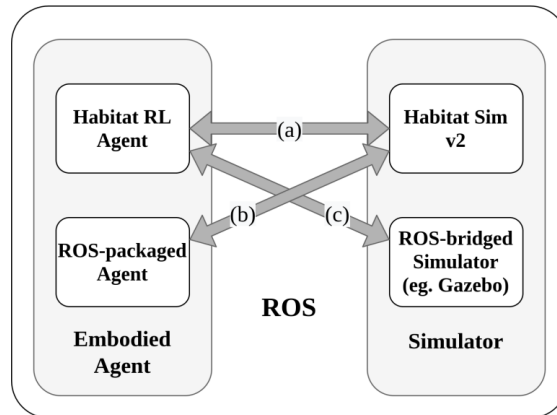 Habitat RL
Agent
(a)
Habitat Sim
v2
(b)
(c)
ROS-packaged
Agent
ROS-bridged
Simulator
(eg. Gazebo)
ROS
Embodied
Agent
Simulator